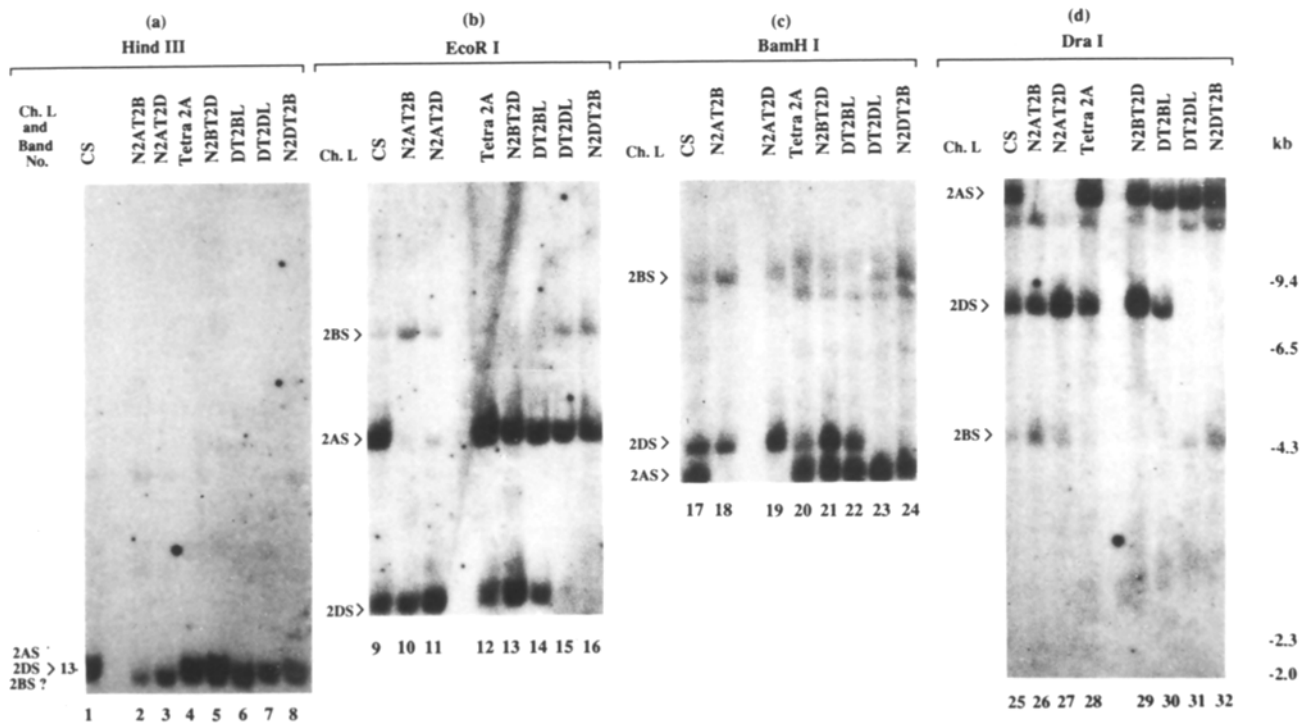 (a)
Hind III
(b)
EcoR I
(c)
BamH I
(d)
Dra I
Ch. L
and
Band
No.
CS
N2AT2B
N2AT2D
Tetra 2A
N2BT2D
DT2BL
DT2DL
N2DT2B
Ch. L
CS
N2AT2B
N2AT2D
Tetra 2A
N2BT2D
DT2BL
DT2DL
N2DT2B
Ch. L
CS
N2AT2B
N2AT2D
Tetra 2A
N2BT2D
DT2BL
DT2DL
N2DT2B
Ch. L
CS
N2AT2B
N2AT2D
Tetra 2A
N2BT2D
DT2BL
DT2DL
N2DT2B
kb
2AS
2DS > 13-
2BS ?
1 2 3 4 5 6 7 8
2BS >
2AS >
2DS >
9 10 11 12 13 14 15 16
2BS >
2DS >
2AS >
17 18 19 20 21 22 23 24
2AS >
2DS >
2BS >
25 26 27 28 29 30 31 32
-9.4
-6.5
-4.3
-2.3
-2.0